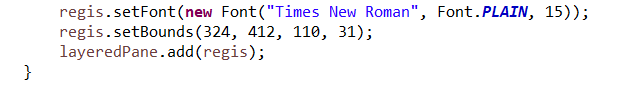 regis.setFont(new Font("Times New Roman", Font.PLAIN, 15));
regis.setBounds(324, 412, 110, 31);
layeredPane.add(regis);
}